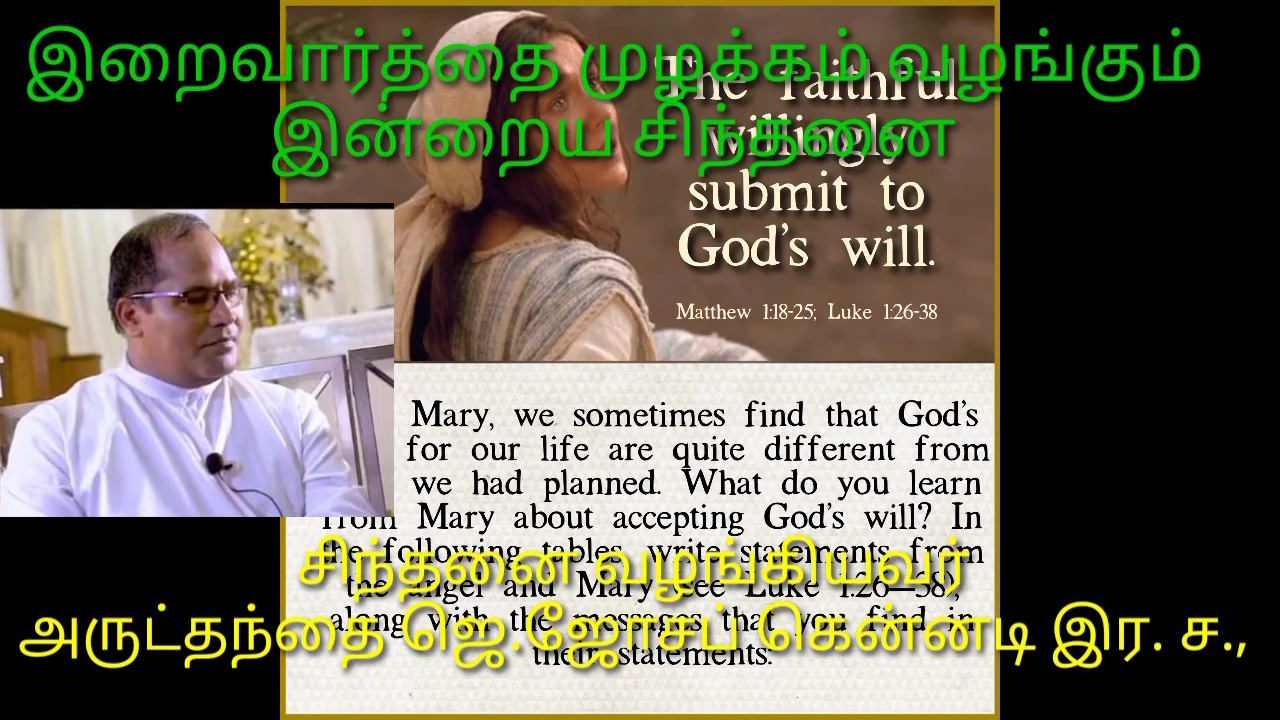 இறைவார்த்தை முழக்கம் வழங்கும்
இன்றைய சிந்தனை
The faithful
willingly
submit to
God's will.
Matthew 1:18-25; Luke 1:26-38
Mary, we sometimes find that God's
for our life are quite different from
we had planned. What do you learn
from Mary about accepting God's will? In
the following tables, write statements from
the angel and Mary (see Luke 1:26–38),
along with the messages that you find in
their statements.
சிந்தனை வழங்கியவர்
அருட்தந்தை ஜெ.ஜோசப் கென்னடி இர. ச.,